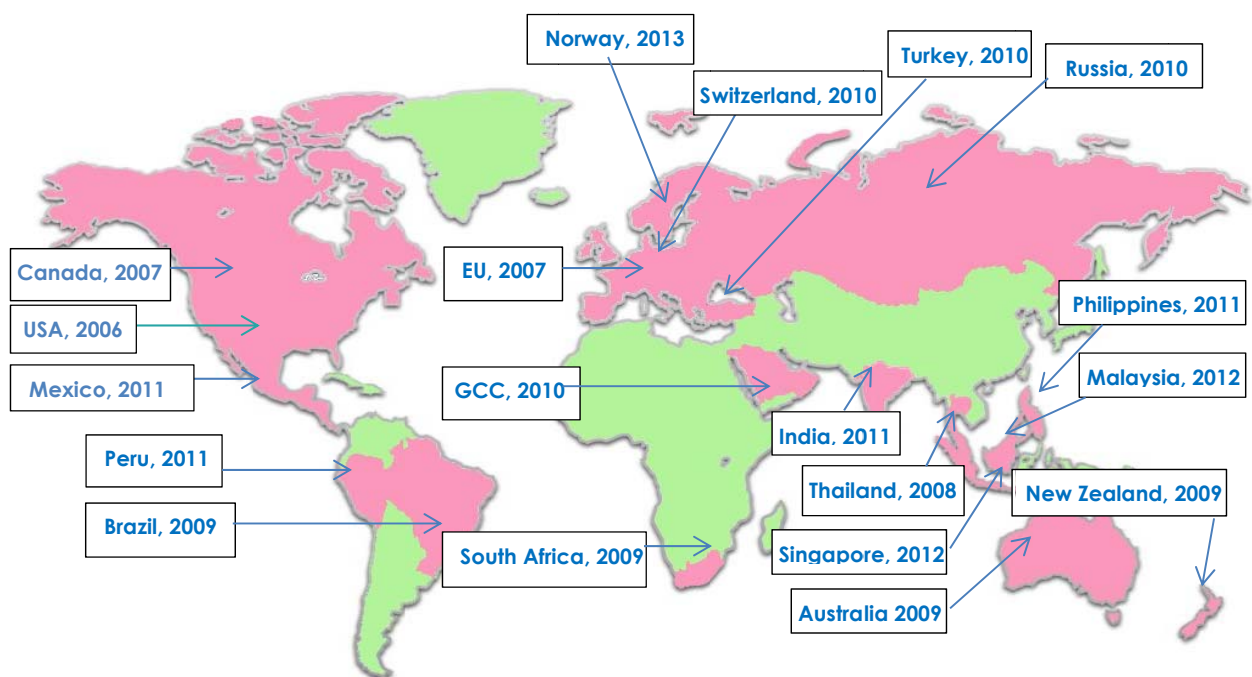 Norway, 2013
Turkey, 2010
Russia, 2010
Switzerland, 2010
Canada, 2007
EU, 2007
USA, 2006
Philippines, 2011
Mexico, 2011
GCC, 2010
Malaysia, 2012
India, 2011
Peru, 2011
Thailand, 2008
New Zealand, 2009
Brazil, 2009
South Africa, 2009
Singapore, 2012
Australia 2009